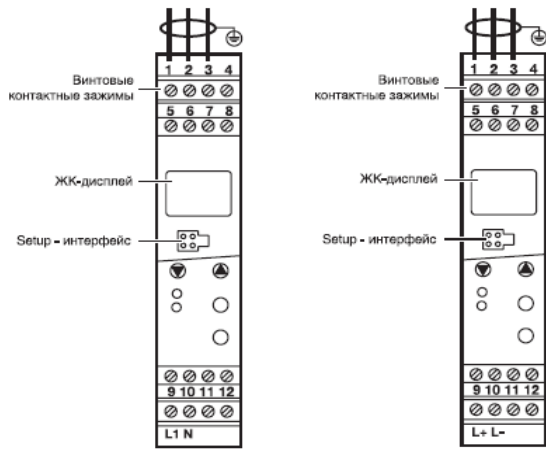 1 2 3 4
Винтовые
контактные зажимы
5 6 7 8
ЖК-дисплей
Setup - интерфейс
9 10 11 12
L1 N
1 2 3 4
Винтовые
контактные зажимы
5 6 7 8
ЖК-дисплей
Setup - интерфейс
9 10 11 12
L+ L-